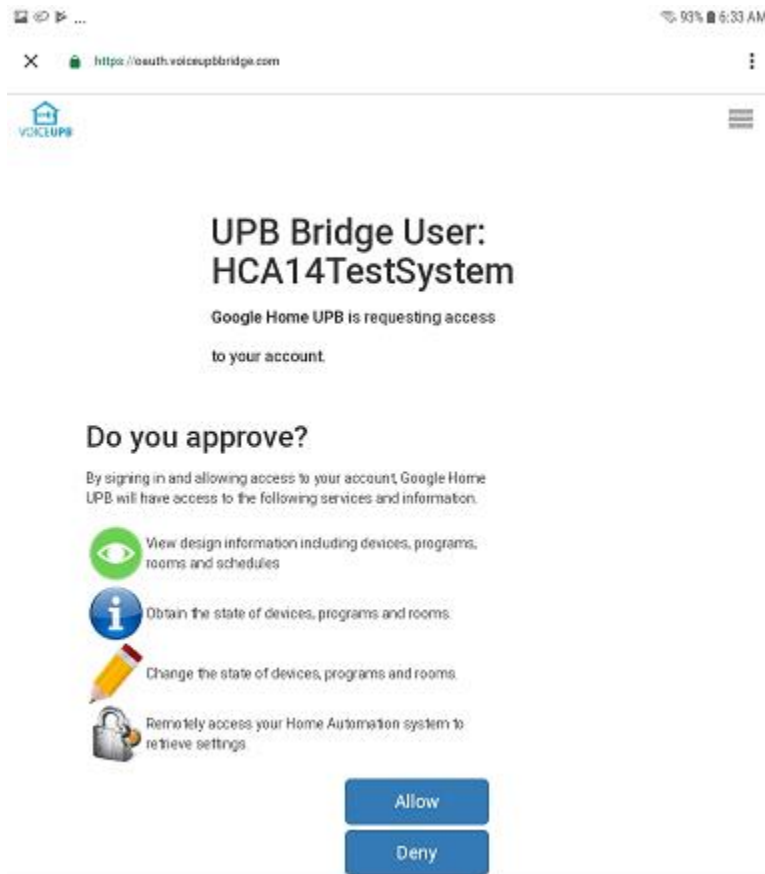 ... 93% 6:33 AM
https://oauth.voiceupbbridge.com
VOICEUPB
UPB Bridge User:
HCA14TestSystem
Google Home UPB is requesting access
to your account.
Do you approve?
By signing in and allowing access to your account, Google Home
UPB will have access to the following services and information.
View design information including devices, programs,
rooms and schedules
Obtain the state of devices, programs and rooms.
Change the state of devices, programs and rooms.
Remotely access your Home Automation system to
retrieve settings
Allow
Deny